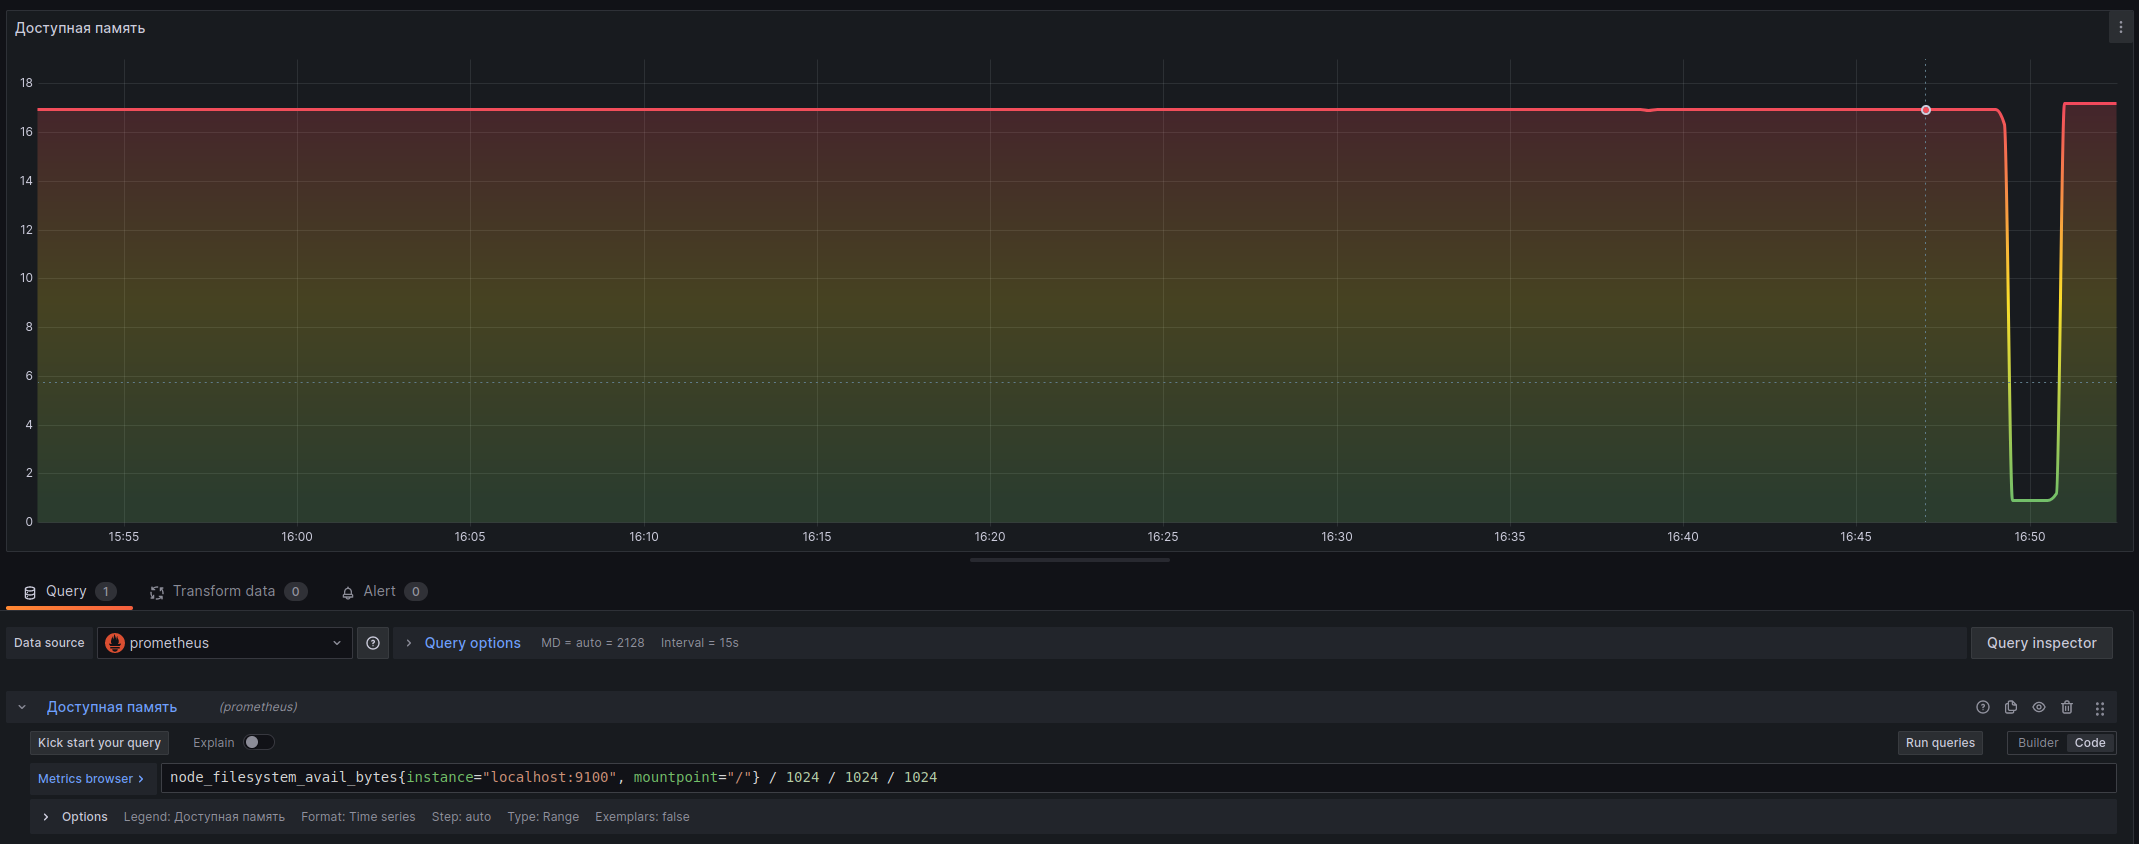 Доступная память
18
16
14
12
10
8
6
4
2
0
15:55 16:00 16:05 16:10 16:15 16:20 16:25 16:30 16:35 16:40 16:45 16:50
Query 1 Transform data 0 Alert 0
Data source prometheus Query options MD = auto = 2128 Interval = 15s Query inspector
Доступная память (prometheus)
Kick start your query Explain Run queries Builder Code
Metrics browser > node_filesystem_avail_bytes{instance="localhost:9100", mountpoint="/"} / 1024 / 1024 / 1024
Options Legend: Доступная память Format: Time series Step: auto Type: Range Exemplars: false